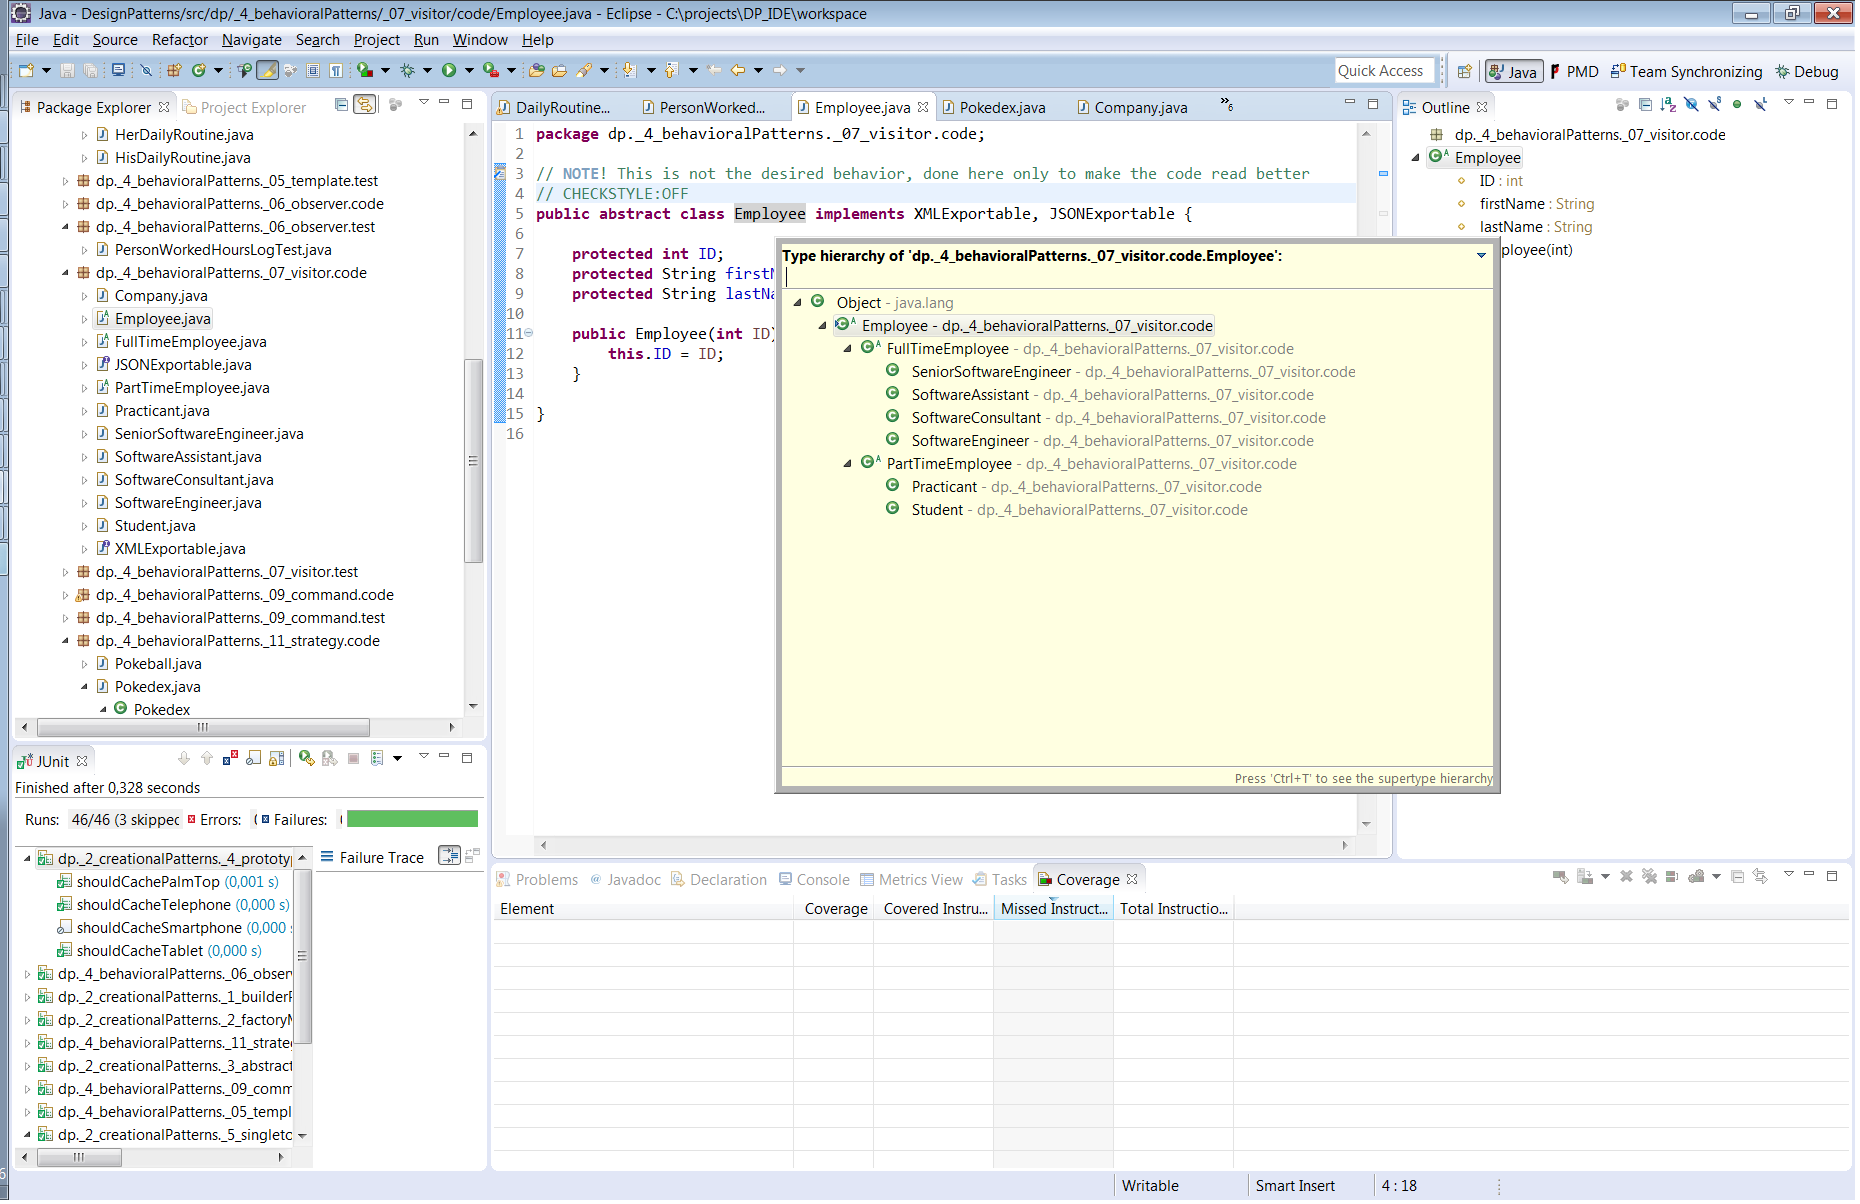 Java - DesignPatterns/src/dp/_4_behavioralPatterns/_07_visitor/code/Employee.java - Eclipse - C:\projects\DP_IDE\workspace
File Edit Source Refactor Navigate Search Project Run Window Help
Quick Access
Java
PMD
Team Synchronizing
Debug
Package Explorer
Project Explorer
HerDailyRoutine.java
HisDailyRoutine.java
dp._4_behavioralPatterns._05_template.test
dp._4_behavioralPatterns._06_observer.code
dp._4_behavioralPatterns._06_observer.test
PersonWorkedHoursLogTest.java
dp._4_behavioralPatterns._07_visitor.code
Company.java
Employee.java
FullTimeEmployee.java
JSONExportable.java
PartTimeEmployee.java
Practicant.java
SeniorSoftwareEngineer.java
SoftwareAssistant.java
SoftwareConsultant.java
SoftwareEngineer.java
Student.java
XMLExportable.java
dp._4_behavioralPatterns._07_visitor.test
dp._4_behavioralPatterns._09_command.code
dp._4_behavioralPatterns._09_command.test
dp._4_behavioralPatterns._11_strategy.code
Pokeball.java
Pokedex.java
Pokedex
DailyRoutine...
PersonWorked...
Employee.java
Pokedex.java
Company.java
»6
1 package dp._4_behavioralPatterns._07_visitor.code;
2
3 // NOTE! This is not the desired behavior, done here only to make the code read better
4 // CHECKSTYLE:OFF
5 public abstract class Employee implements XMLExportable, JSONExportable {
6
7 protected int ID;
8 protected String firstN
9 protected String lastNa
10
11 public Employee(int ID)
12 this.ID = ID;
13 }
14
15 }
16
Type hierarchy of 'dp._4_behavioralPatterns._07_visitor.code.Employee':
Object - java.lang
Employee - dp._4_behavioralPatterns._07_visitor.code
FullTimeEmployee - dp._4_behavioralPatterns._07_visitor.code
SeniorSoftwareEngineer - dp._4_behavioralPatterns._07_visitor.code
SoftwareAssistant - dp._4_behavioralPatterns._07_visitor.code
SoftwareConsultant - dp._4_behavioralPatterns._07_visitor.code
SoftwareEngineer - dp._4_behavioralPatterns._07_visitor.code
PartTimeEmployee - dp._4_behavioralPatterns._07_visitor.code
Practicant - dp._4_behavioralPatterns._07_visitor.code
Student - dp._4_behavioralPatterns._07_visitor.code
Press 'Ctrl+T' to see the supertype hierarchy
Outline
dp._4_behavioralPatterns._07_visitor.code
Employee
ID : int
firstName : String
lastName : String
ployee(int)
JUnit
Finished after 0,328 seconds
Runs: 46/46 (3 skipped
Errors:
Failures:
dp._2_creationalPatterns._4_prototyp
shouldCachePalmTop (0,001 s)
shouldCacheTelephone (0,000 s)
shouldCacheSmartphone (0,000 s
shouldCacheTablet (0,000 s)
dp._4_behavioralPatterns._06_observ
dp._2_creationalPatterns._1_builderP
dp._2_creationalPatterns._2_factoryM
dp._4_behavioralPatterns._11_strateg
dp._2_creationalPatterns._3_abstract
dp._4_behavioralPatterns._09_comm
dp._4_behavioralPatterns._05_templ
dp._2_creationalPatterns._5_singleto
Failure Trace
Problems
Javadoc
Declaration
Console
Metrics View
Tasks
Coverage
Element
Coverage
Covered Instru...
Missed Instruct...
Total Instructio...
Writable
Smart Insert
4 : 18